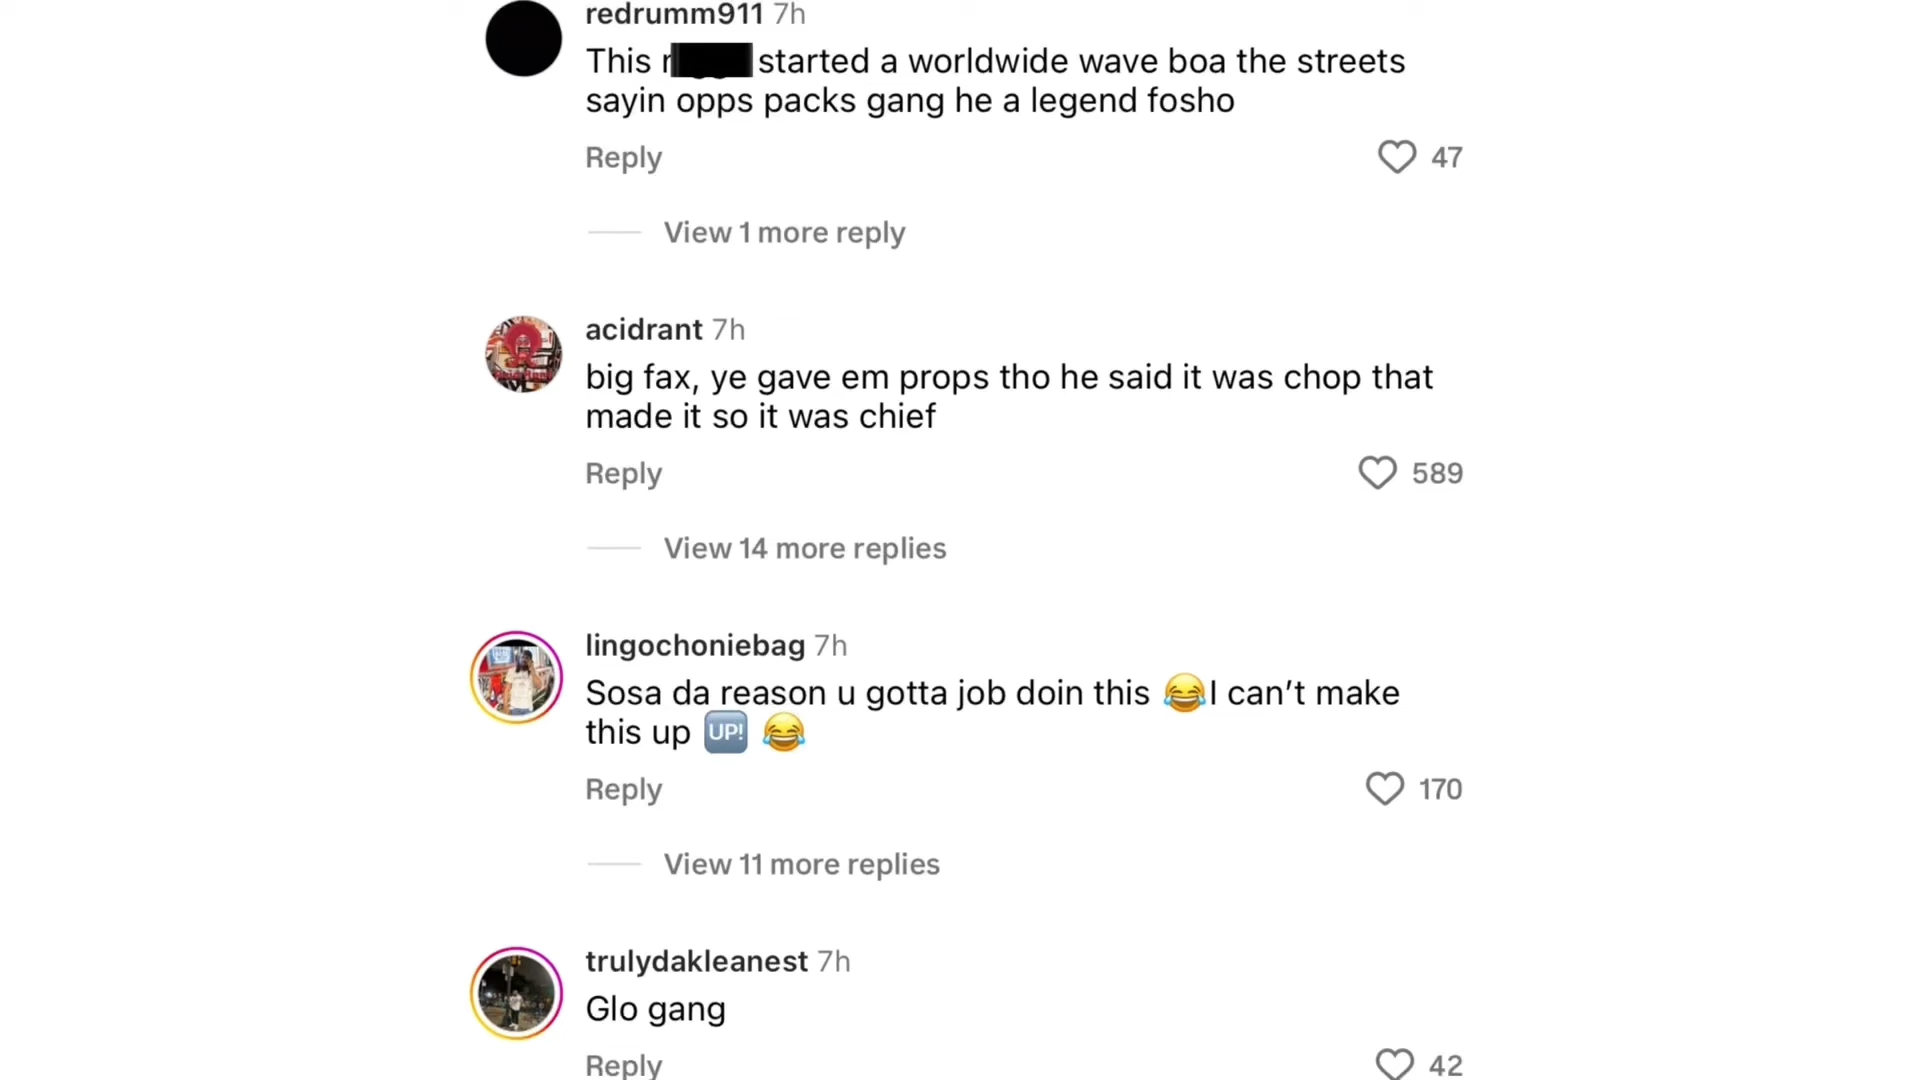 redrumm911 7h
This started a worldwide wave boa the streets
sayin opps packs gang he a legend fosho
Reply 47
View 1 more reply
acidrant 7h
big fax, ye gave em props tho he said it was chop that
made it so it was chief
Reply 589
View 14 more replies
lingochoniebag 7h
Sosa da reason u gotta job doin this 😂I can’t make
this up 🆙 😂
Reply 170
View 11 more replies
trulydakleanest 7h
Glo gang
Reply 42